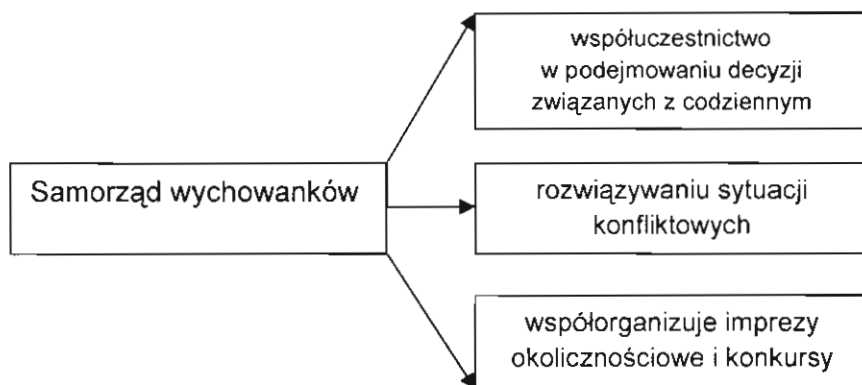 współuczestnictwo
w podejmowaniu decyzji
związanych z codziennym
Samorząd wychowanków
rozwiązywaniu sytuacji
konfliktowych
współorganizuje imprezy
okolicznościowe i konkursy